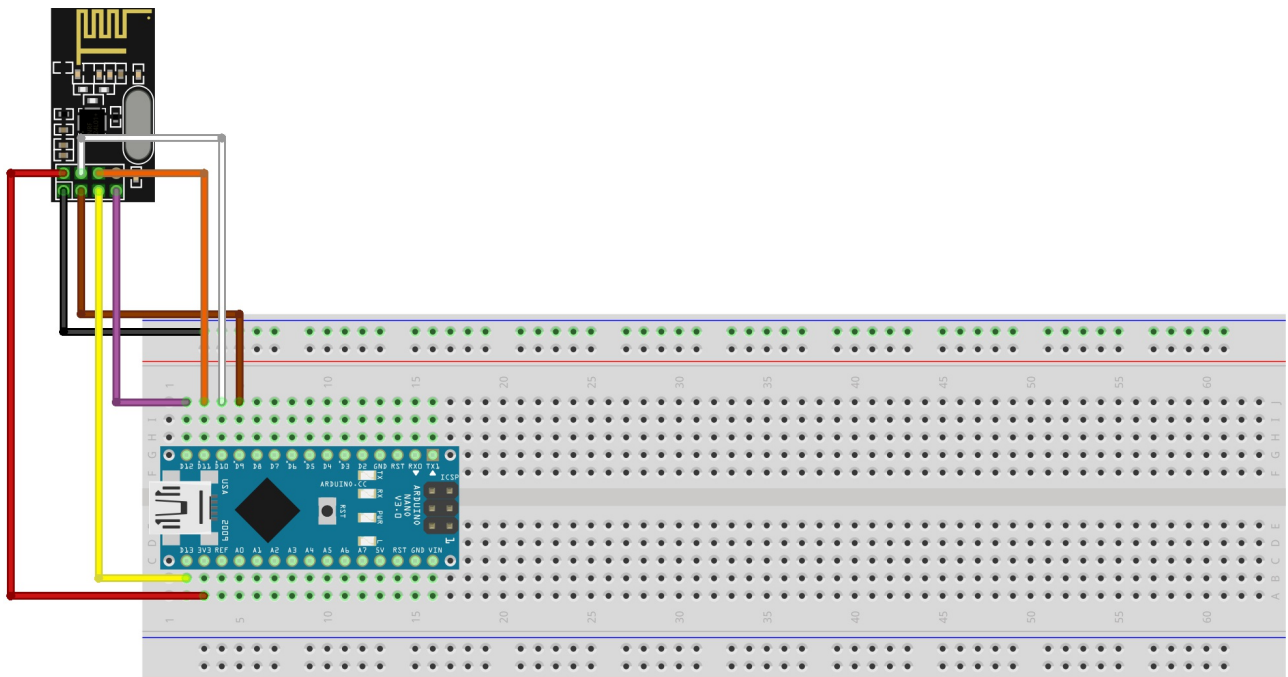 1 5 10 15 20 25 30 35 40 45 50 55 60
J J
I I
H H
G G
D12 D11 D10 D9 D8 D7 D6 D5 D4 D3 D2 GND RST RX0 TX1
F F
TX
RX
PWR
L
ARDUINO.CC
RST
USA
2009
ARDUINO
NANO
V3.0
ICSP
1
E
D D
C C
D13 3V3 REF A0 A1 A2 A3 A4 A5 A6 A7 5V RST GND VIN
B
A
1 5 10 15 20 25 30 35 40 45 50 55 60